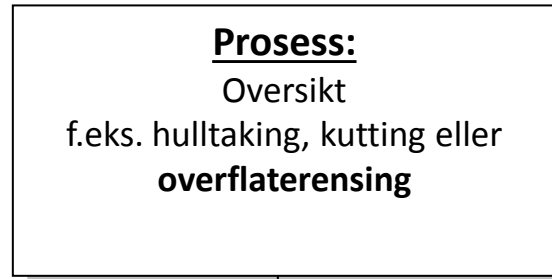 Prosess:
Oversikt
f.eks. hulltaking, kutting eller
overflaterensing